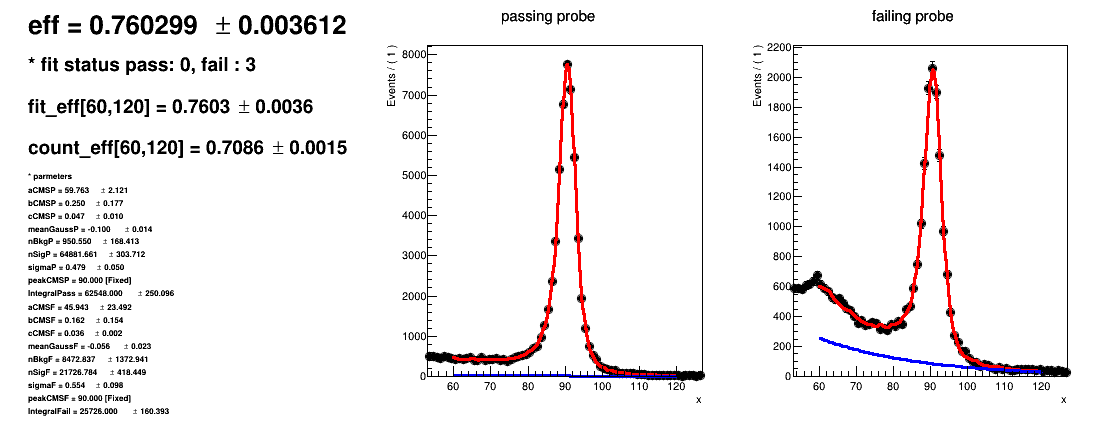 eff = 0.760299 ± 0.003612
* fit status pass: 0, fail : 3
fit_eff[60,120] = 0.7603 ± 0.0036
count_eff[60,120] = 0.7086 ± 0.0015
* parmeters
aCMSP = 59.763 ± 2.121
bCMSP = 0.250 ± 0.177
cCMSP = 0.047 ± 0.010
meanGaussP = -0.100 ± 0.014
nBkgP = 950.550 ± 168.413
nSigP = 64881.661 ± 303.712
sigmaP = 0.479 ± 0.050
peakCMSP = 90.000 [Fixed]
IntegralPass = 62548.000 ± 250.096
aCMSF = 45.943 ± 23.492
bCMSF = 0.162 ± 0.154
cCMSF = 0.036 ± 0.002
meanGaussF = -0.056 ± 0.023
nBkgF = 8472.837 ± 1372.941
nSigF = 21726.784 ± 418.449
sigmaF = 0.554 ± 0.098
peakCMSF = 90.000 [Fixed]
IntegralFail = 25726.000 ± 160.393
passing probe
Events / ( 1 )
8000
7000
6000
5000
4000
3000
2000
1000
0
60 70 80 90 100 110 120
x
failing probe
Events / ( 1 )
2200
2000
1800
1600
1400
1200
1000
800
600
400
200
0
60 70 80 90 100 110 120
x